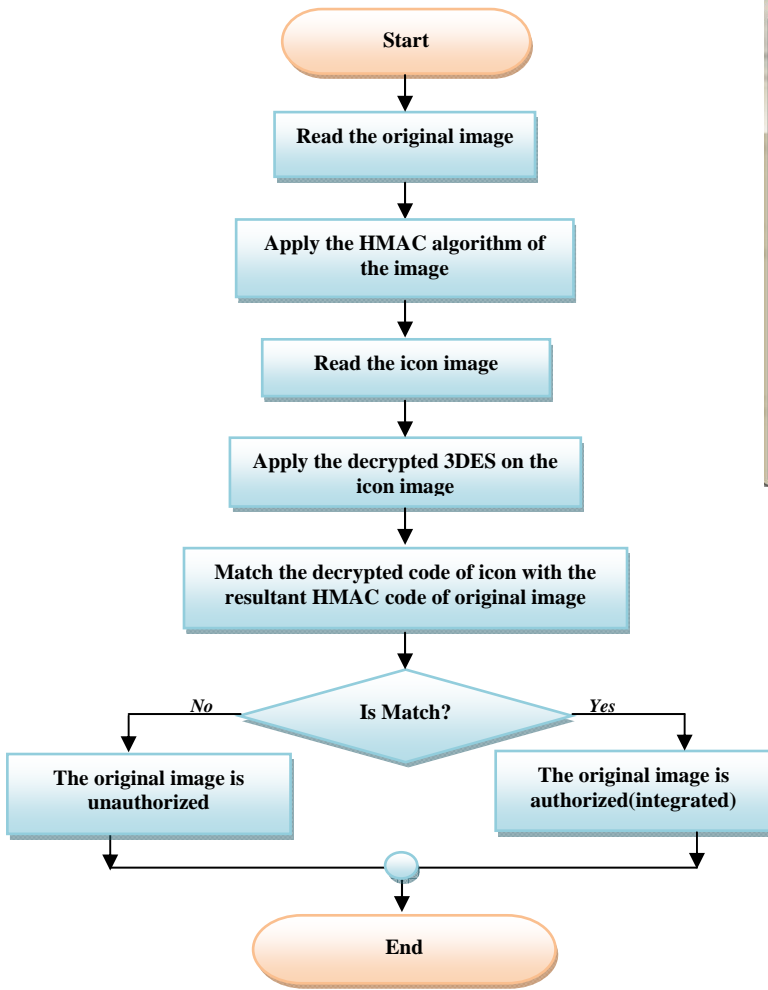 Start
Read the original image
Apply the HMAC algorithm of
the image
Read the icon image
Apply the decrypted 3DES on the
icon image
Match the decrypted code of icon with the
resultant HMAC code of original image
Is Match?
No
Yes
The original image is
unauthorized
The original image is
authorized(integrated)
End